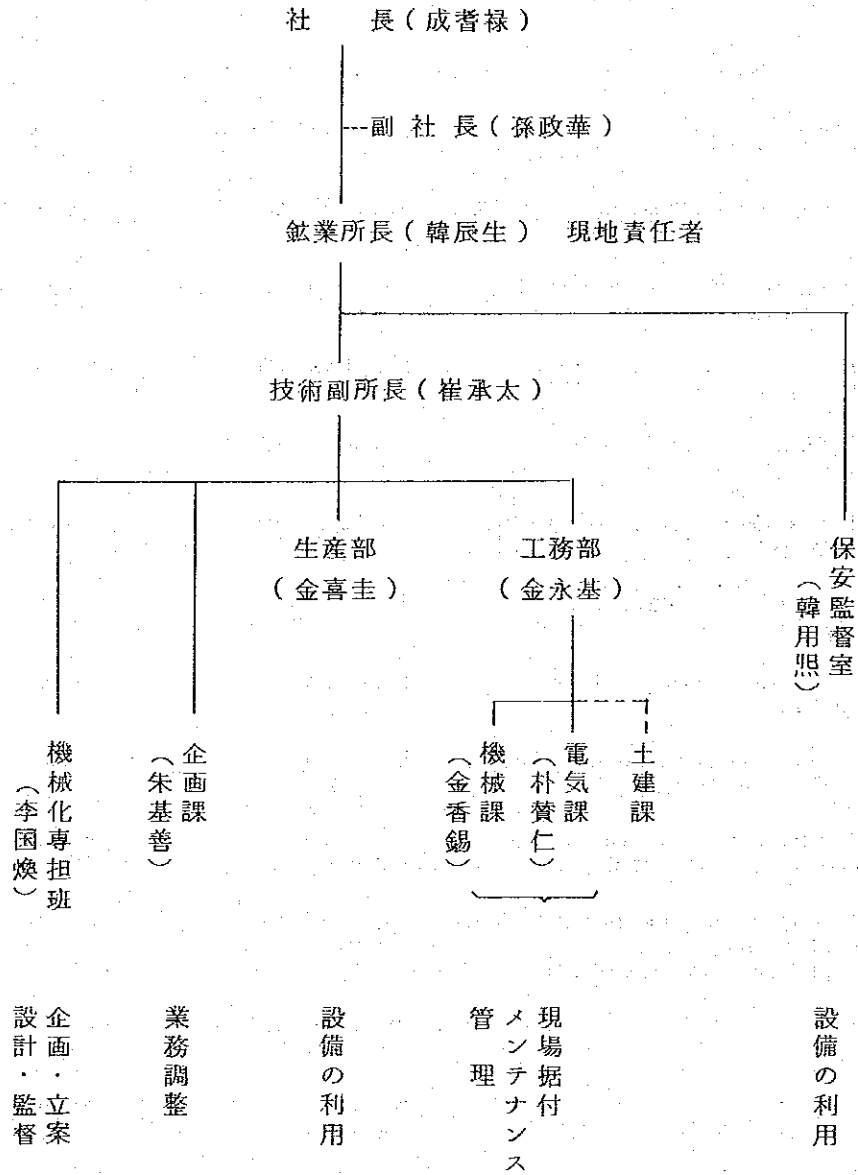 社　　長（成耆禄）
副 社 長（孫政華）
鉱業所長（韓辰生）　現地責任者
技術副所長（崔承太）
生産部
（金喜圭）
工務部
（金永基）
保安監督室
（韓用熙）
機械化専担班
（李国煥）
企画課
（朱基善）
機械課
（金香錫）
電気課
（朴贊仁）
土建課
企画・立案
設計・監督
業務調整
設備の利用
現場据付
メンテナンス
管　理
設備の利用